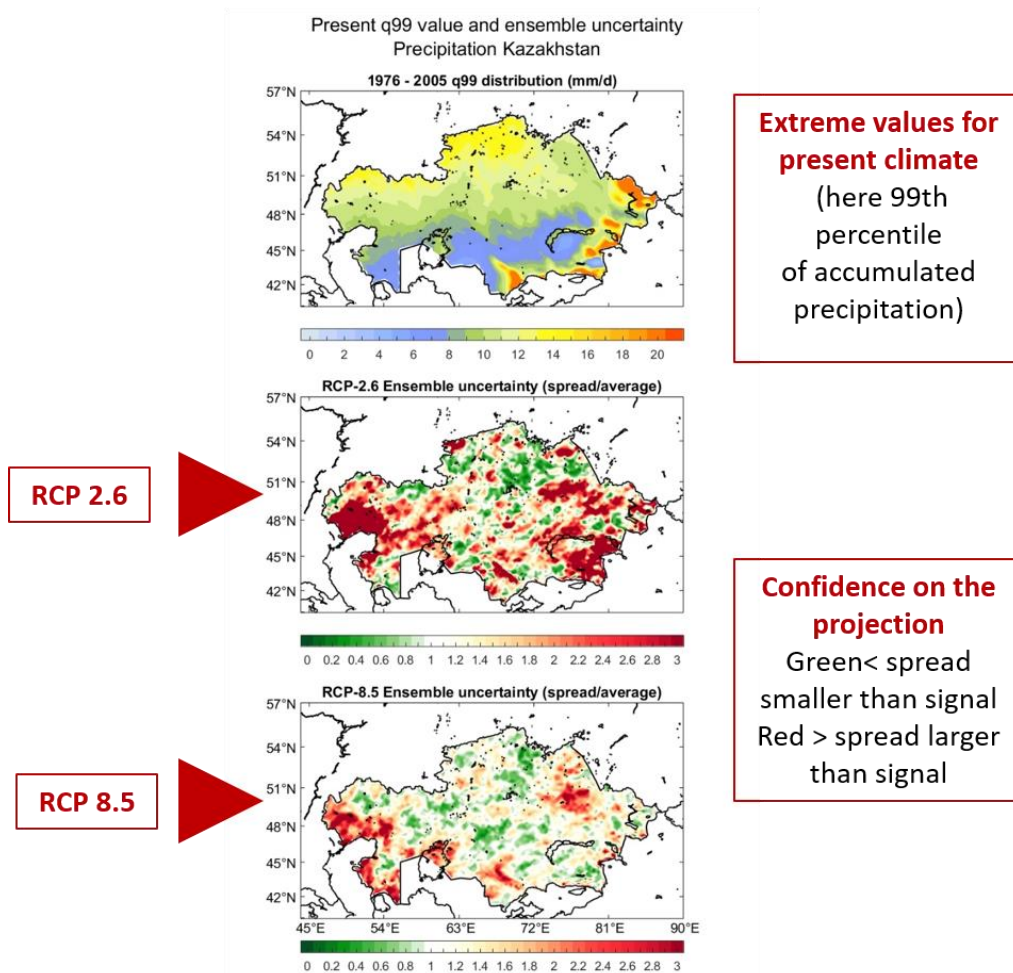 Present q99 value and ensemble uncertainty
Precipitation Kazakhstan
1976 - 2005 q99 distribution (mm/d)
57°N
54°N
51°N
48°N
45°N
42°N
0 2 4 6 8 10 12 14 16 18 20
Extreme values for
present climate
(here 99th
percentile
of accumulated
precipitation)
RCP-2.6 Ensemble uncertainty (spread/average)
57°N
54°N
51°N
48°N
45°N
42°N
0 0.2 0.4 0.6 0.8 1 1.2 1.4 1.6 1.8 2 2.2 2.4 2.6 2.8 3
RCP 2.6
Confidence on the
projection
Green< spread
smaller than signal
Red > spread larger
than signal
RCP-8.5 Ensemble uncertainty (spread/average)
57°N
54°N
51°N
48°N
45°N
42°N
45°E 54°E 63°E 72°E 81°E 90°E
0 0.2 0.4 0.6 0.8 1 1.2 1.4 1.6 1.8 2 2.2 2.4 2.6 2.8 3
RCP 8.5